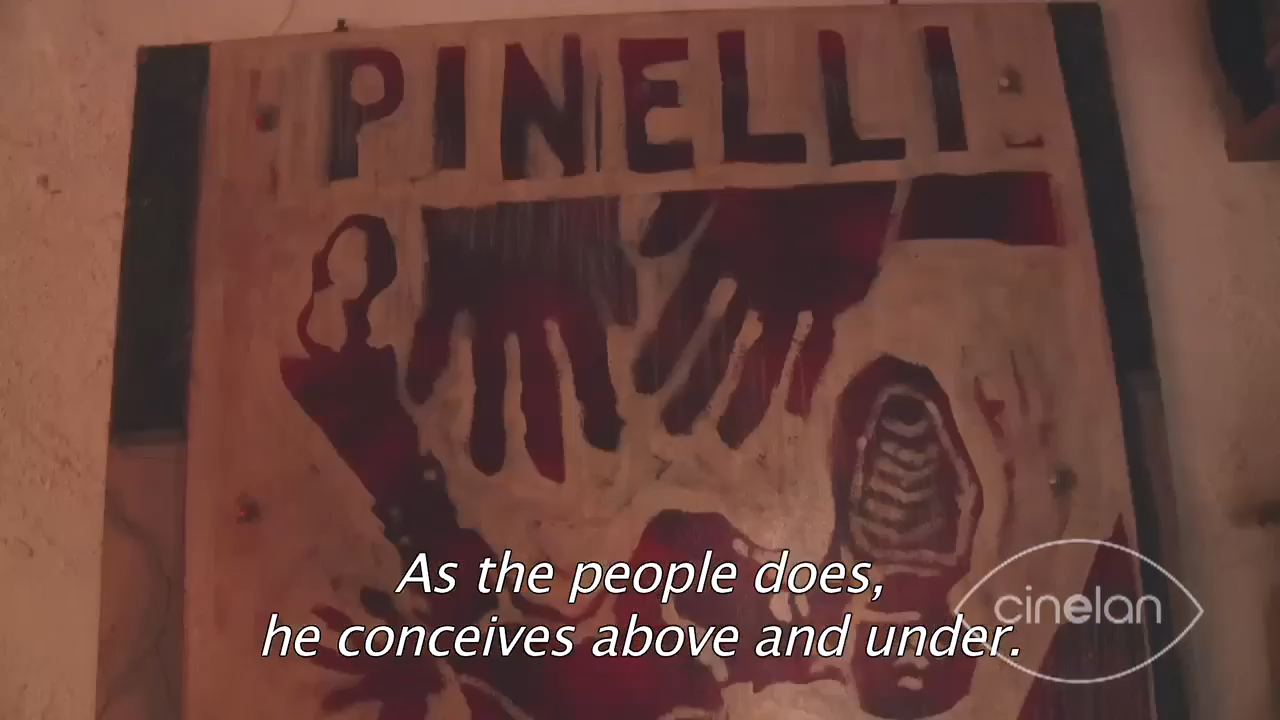 PINELLI
As the people does,
he conceives above and under.
cinelan